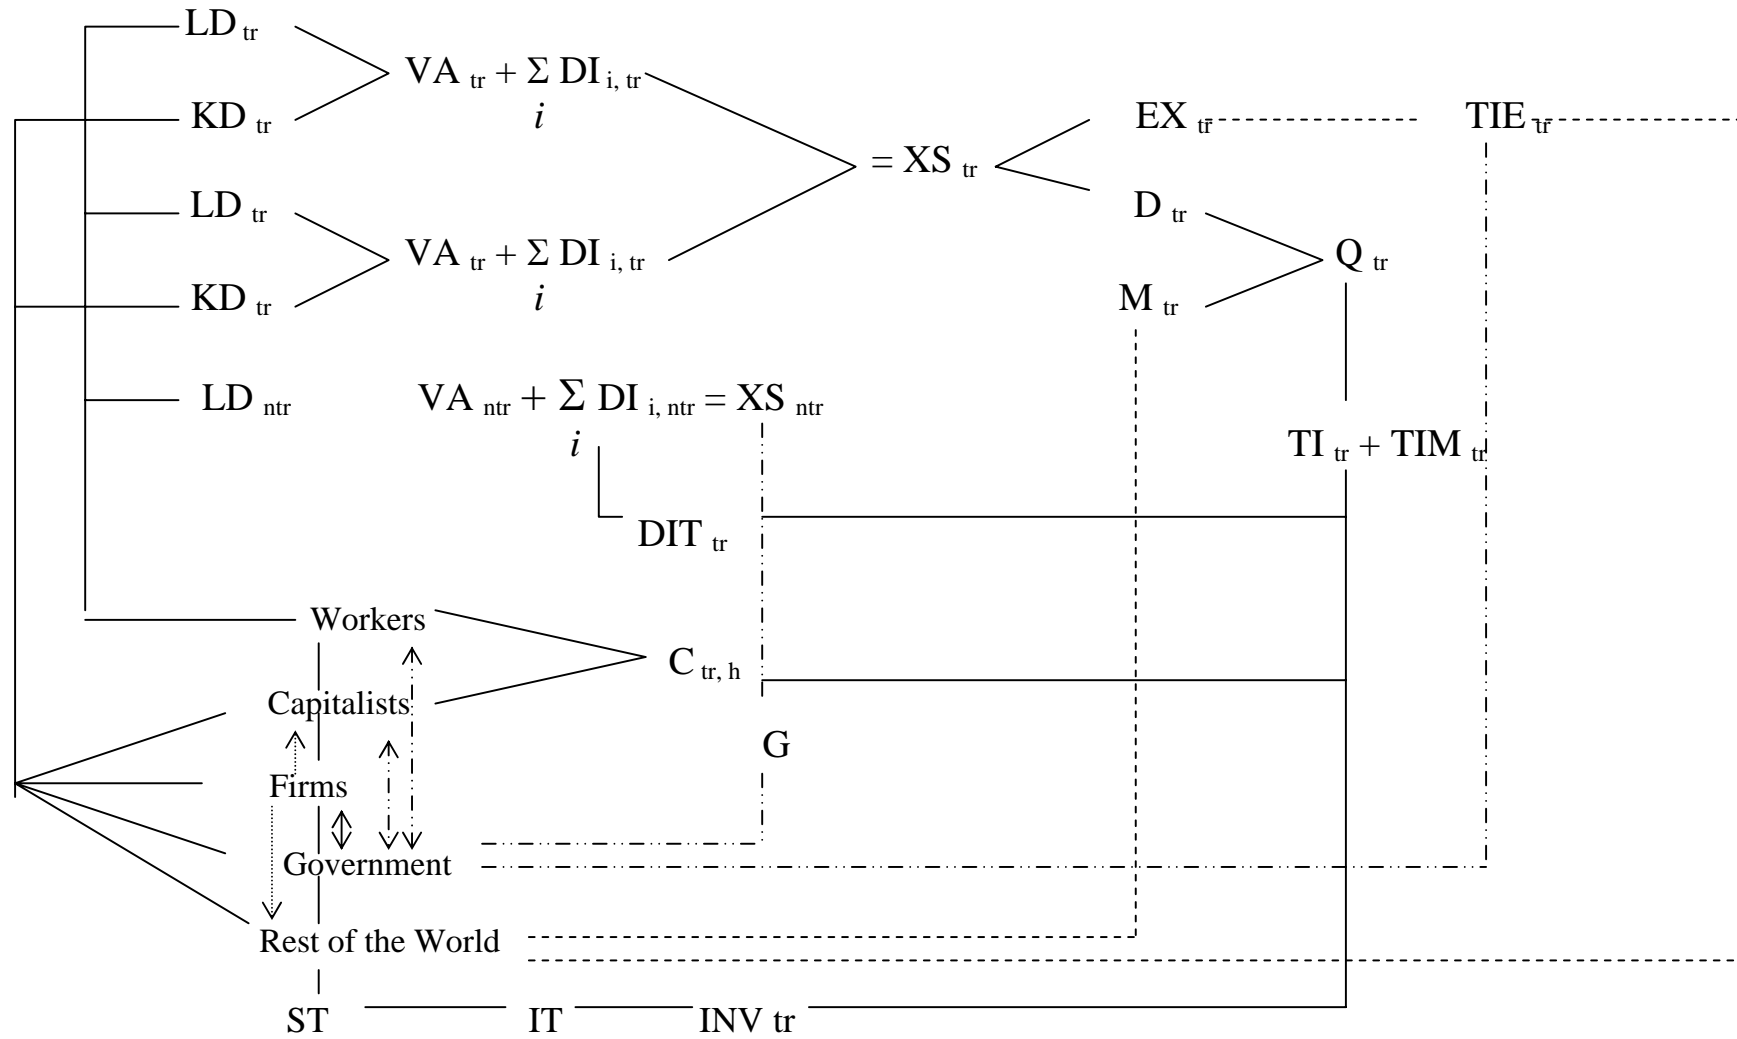 LD tr
VA tr + Σ DI i, tr
i
KD tr
EX tr
TIE tr
= XS tr
LD tr
D tr
VA tr + Σ DI i, tr
i
Q tr
KD tr
M tr
LD ntr
VA ntr + Σ DI i, ntr = XS ntr
i
TI tr + TIM tr
DIT tr
Workers
C tr, h
Capitalists
G
Firms
Government
Rest of the World
ST
IT
INV tr